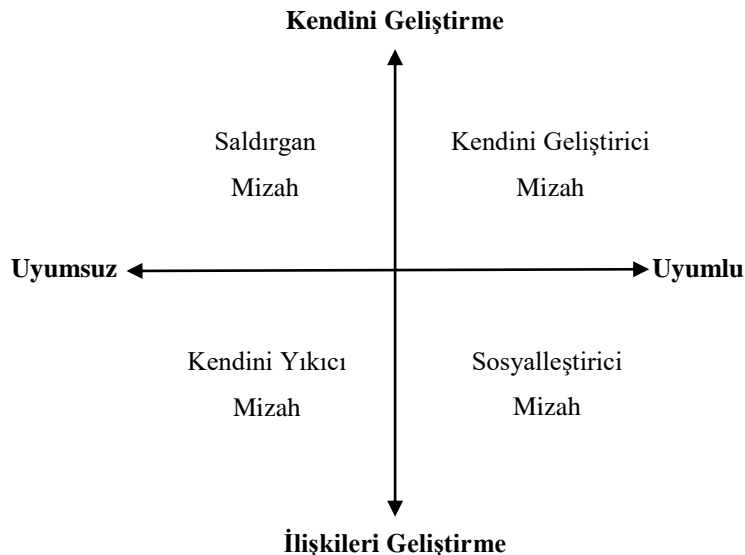 Kendini Geliştirme
Saldırgan
Mizah
Kendini Geliştirici
Mizah
Uyumsuz
Uyumlu
Kendini Yıkıcı
Mizah
Sosyalleştirici
Mizah
İlişkileri Geliştirme